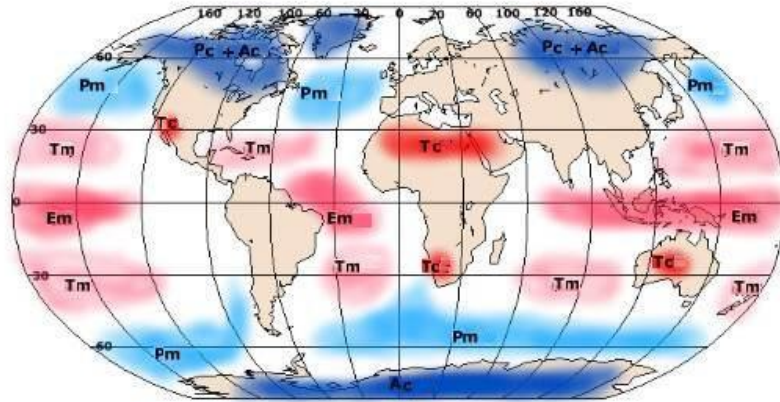 160 120 100 60 20 0 20 60 100 120 160
Pc + Ac Pc + Ac
60
Pm Pm Pm
Tc
30
Tm Tm Tc Tm
0
Em Em Em
Tm Tc Tc
30
Tm Tm Tm
Pm
Pm
Ac